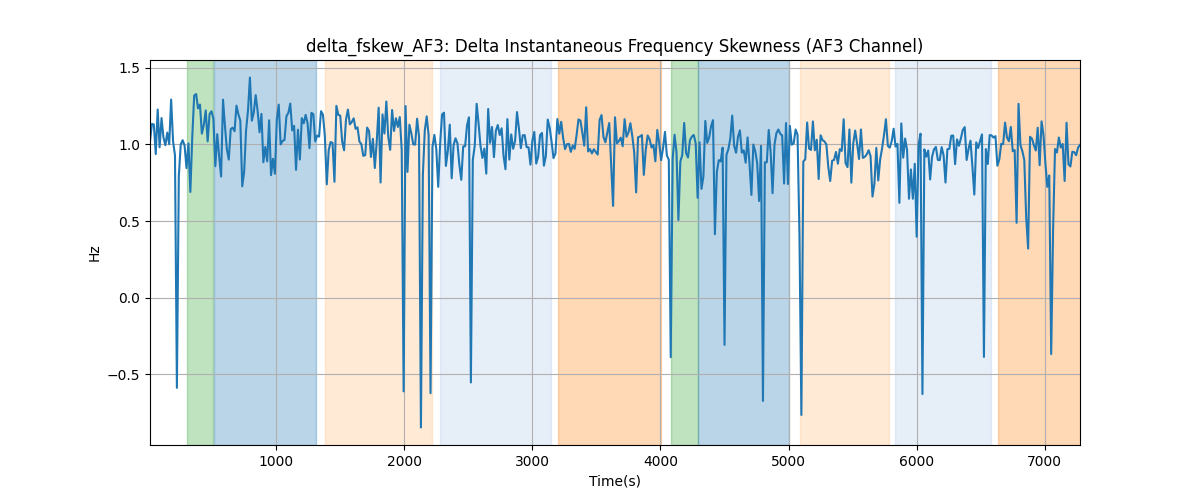 delta_fskew_AF3: Delta Instantaneous Frequency Skewness (AF3 Channel)
1.5
1.0
0.5
0.0
−0.5
Hz
1000 2000 3000 4000 5000 6000 7000
Time(s)